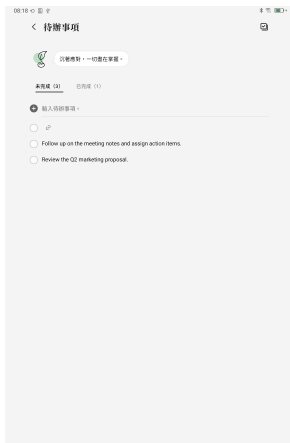 08:18
待辦事項
沉著應對，一切盡在掌握。
未完成（3） 已完成（1）
輸入待辦事項。
Follow up on the meeting notes and assign action items.
Review the Q2 marketing proposal.